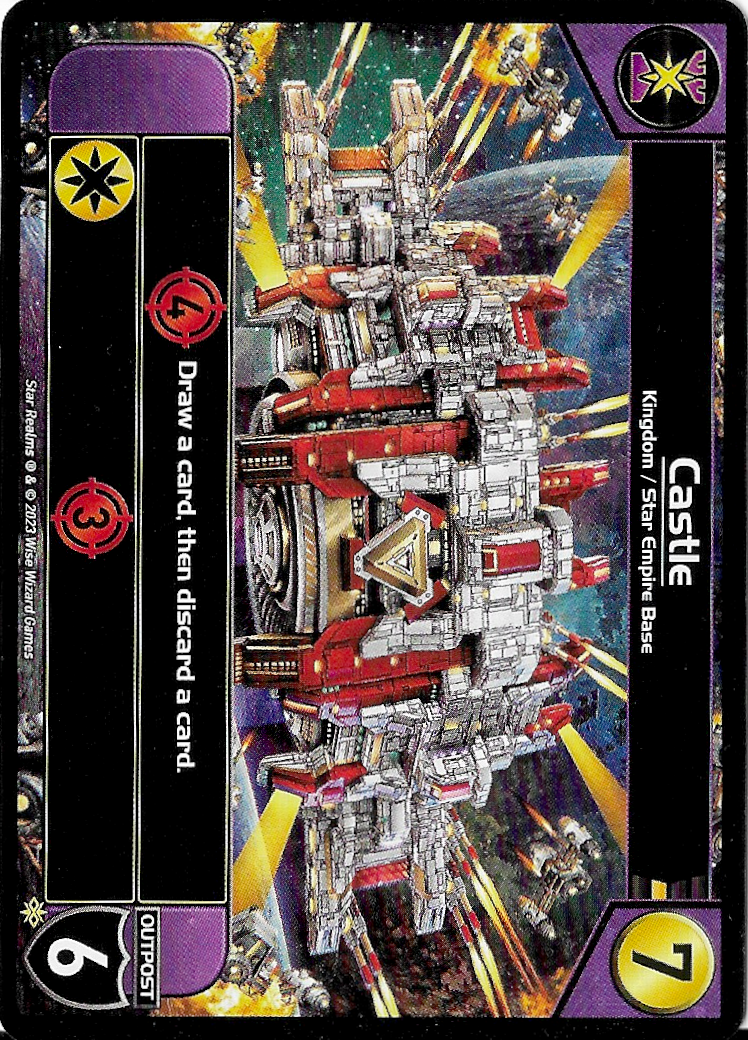 Castle
7
Kingdom / Star Empire Base
4 Draw a card, then discard a card.
3
OUTPOST
6
Star Realms ® & © 2023 Wise Wizard Games